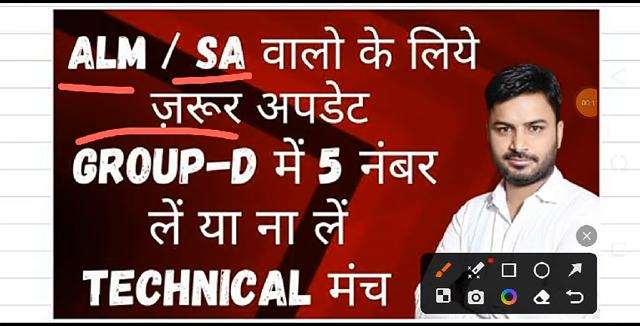 ALM / SA वालो के लिये
ज़रूर अपडेट
GROUP-D में 5 नंबर
लें या ना लें
TECHNICAL मंच